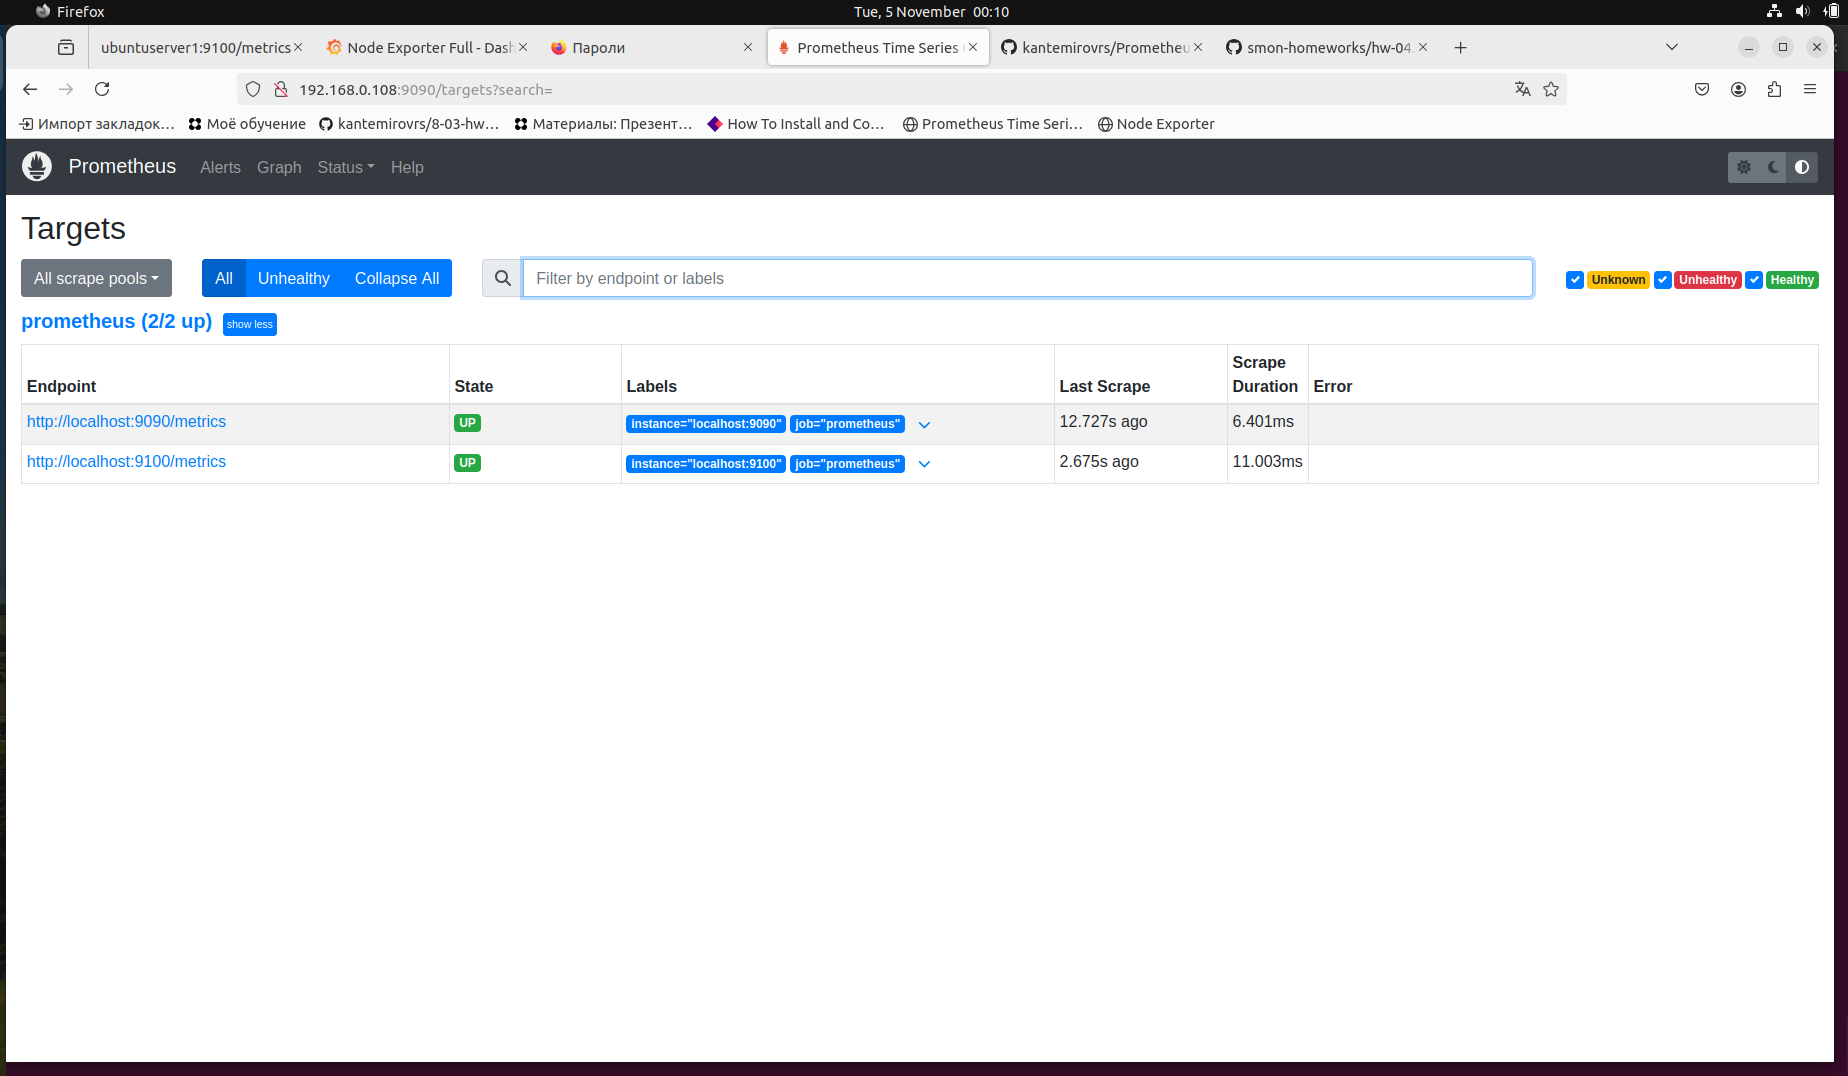 Firefox
Tue, 5 November 00:10
ubuntuserver1:9100/metrics
Node Exporter Full - Dash
Пароли
Prometheus Time Series
kantemirovrs/Prometheu
smon-homeworks/hw-04.
192.168.0.108:9090/targets?search=
Импорт закладок…
Моё обучение
kantemirovrs/8-03-hw…
Материалы: Презент…
How To Install and Co…
Prometheus Time Seri…
Node Exporter
Prometheus Alerts Graph Status Help
Targets
All scrape pools
All Unhealthy Collapse All
Filter by endpoint or labels
Unknown Unhealthy Healthy
prometheus (2/2 up) show less
Endpoint State Labels Last Scrape Scrape Duration Error
http://localhost:9090/metrics UP instance="localhost:9090" job="prometheus" 12.727s ago 6.401ms
http://localhost:9100/metrics UP instance="localhost:9100" job="prometheus" 2.675s ago 11.003ms